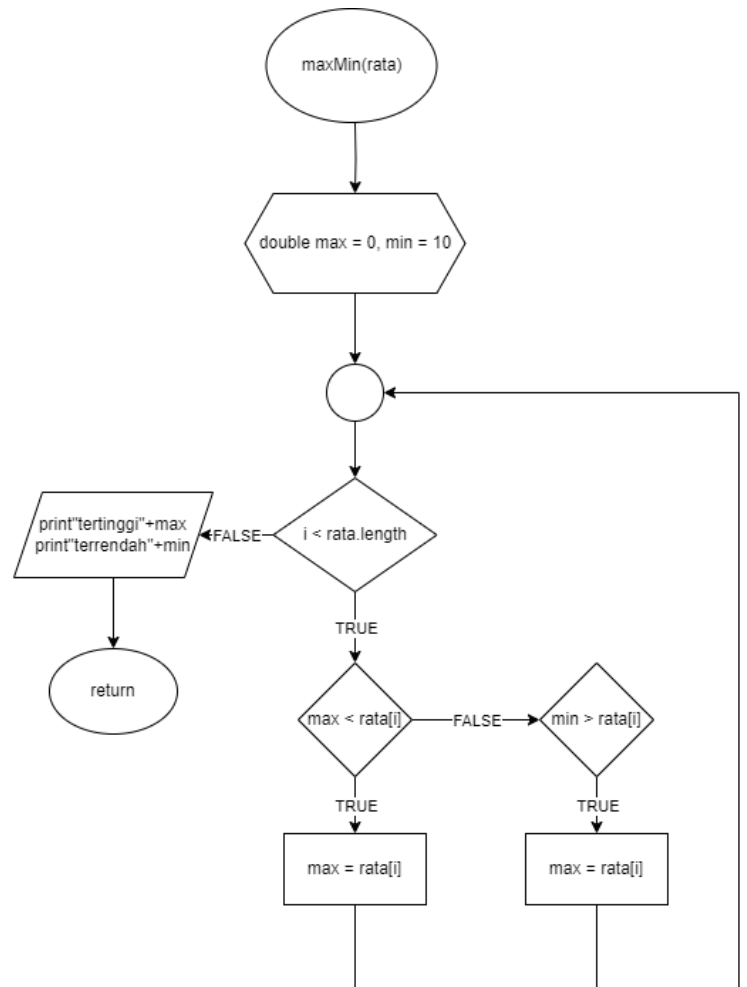 maxMin(rata)
double max = 0, min = 10
i < rata.length
FALSE
print"tertinggi"+max
print"terrendah"+min
return
TRUE
max < rata[i]
FALSE
min > rata[i]
TRUE
TRUE
max = rata[i]
max = rata[i]